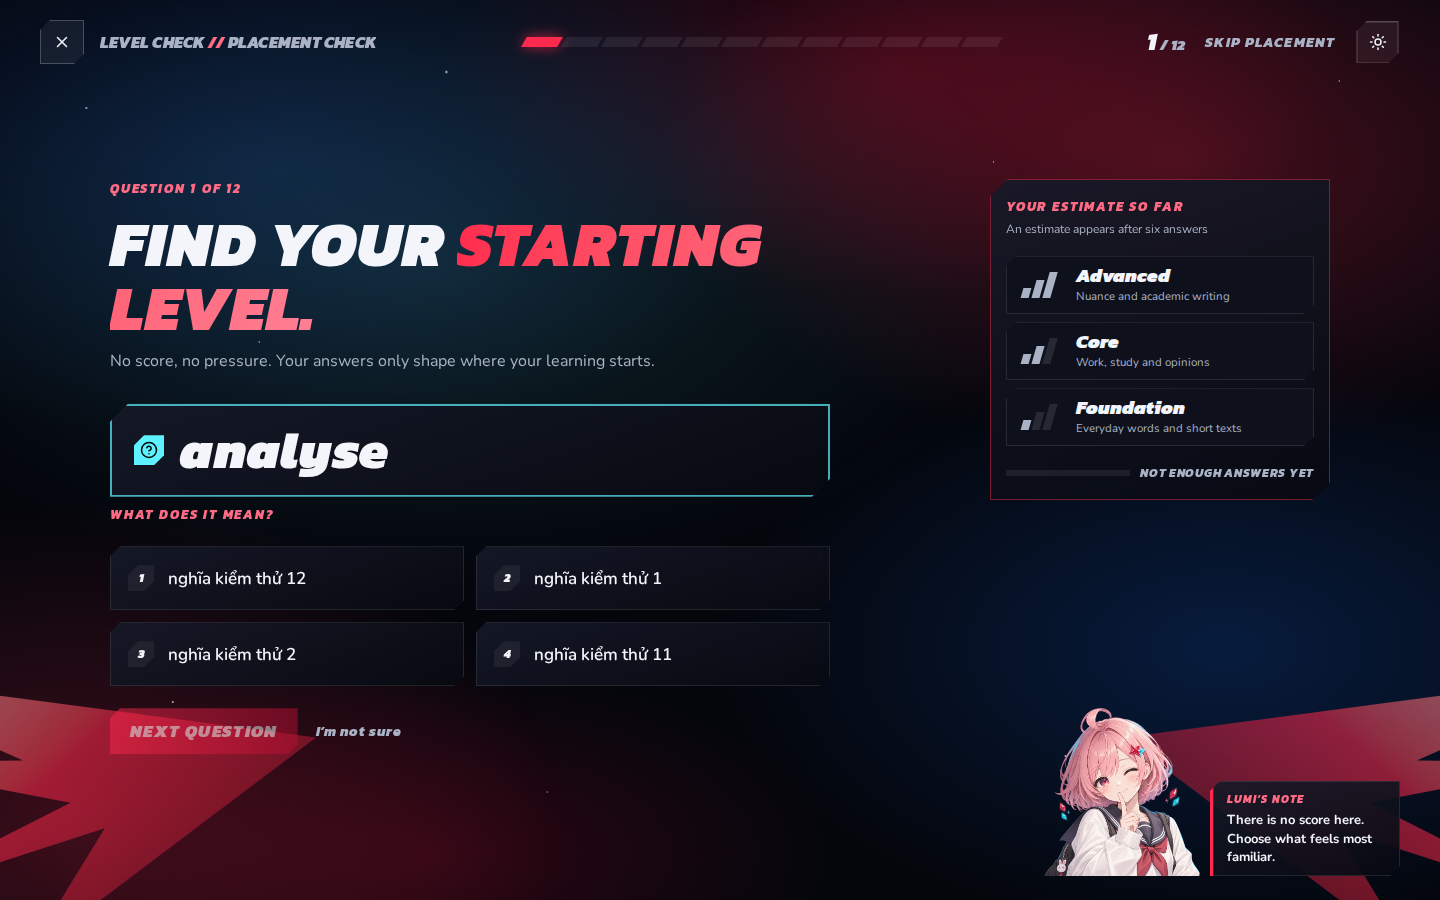 LEVEL CHECK // PLACEMENT CHECK
1 / 12
SKIP PLACEMENT
QUESTION 1 OF 12
FIND YOUR STARTING
LEVEL.
No score, no pressure. Your answers only shape where your learning starts.
analyse
WHAT DOES IT MEAN?
1 nghĩa kiểm thử 12
2 nghĩa kiểm thử 1
3 nghĩa kiểm thử 2
4 nghĩa kiểm thử 11
NEXT QUESTION
I'm not sure
YOUR ESTIMATE SO FAR
An estimate appears after six answers
Advanced
Nuance and academic writing
Core
Work, study and opinions
Foundation
Everyday words and short texts
NOT ENOUGH ANSWERS YET
LUMI'S NOTE
There is no score here.
Choose what feels most
familiar.